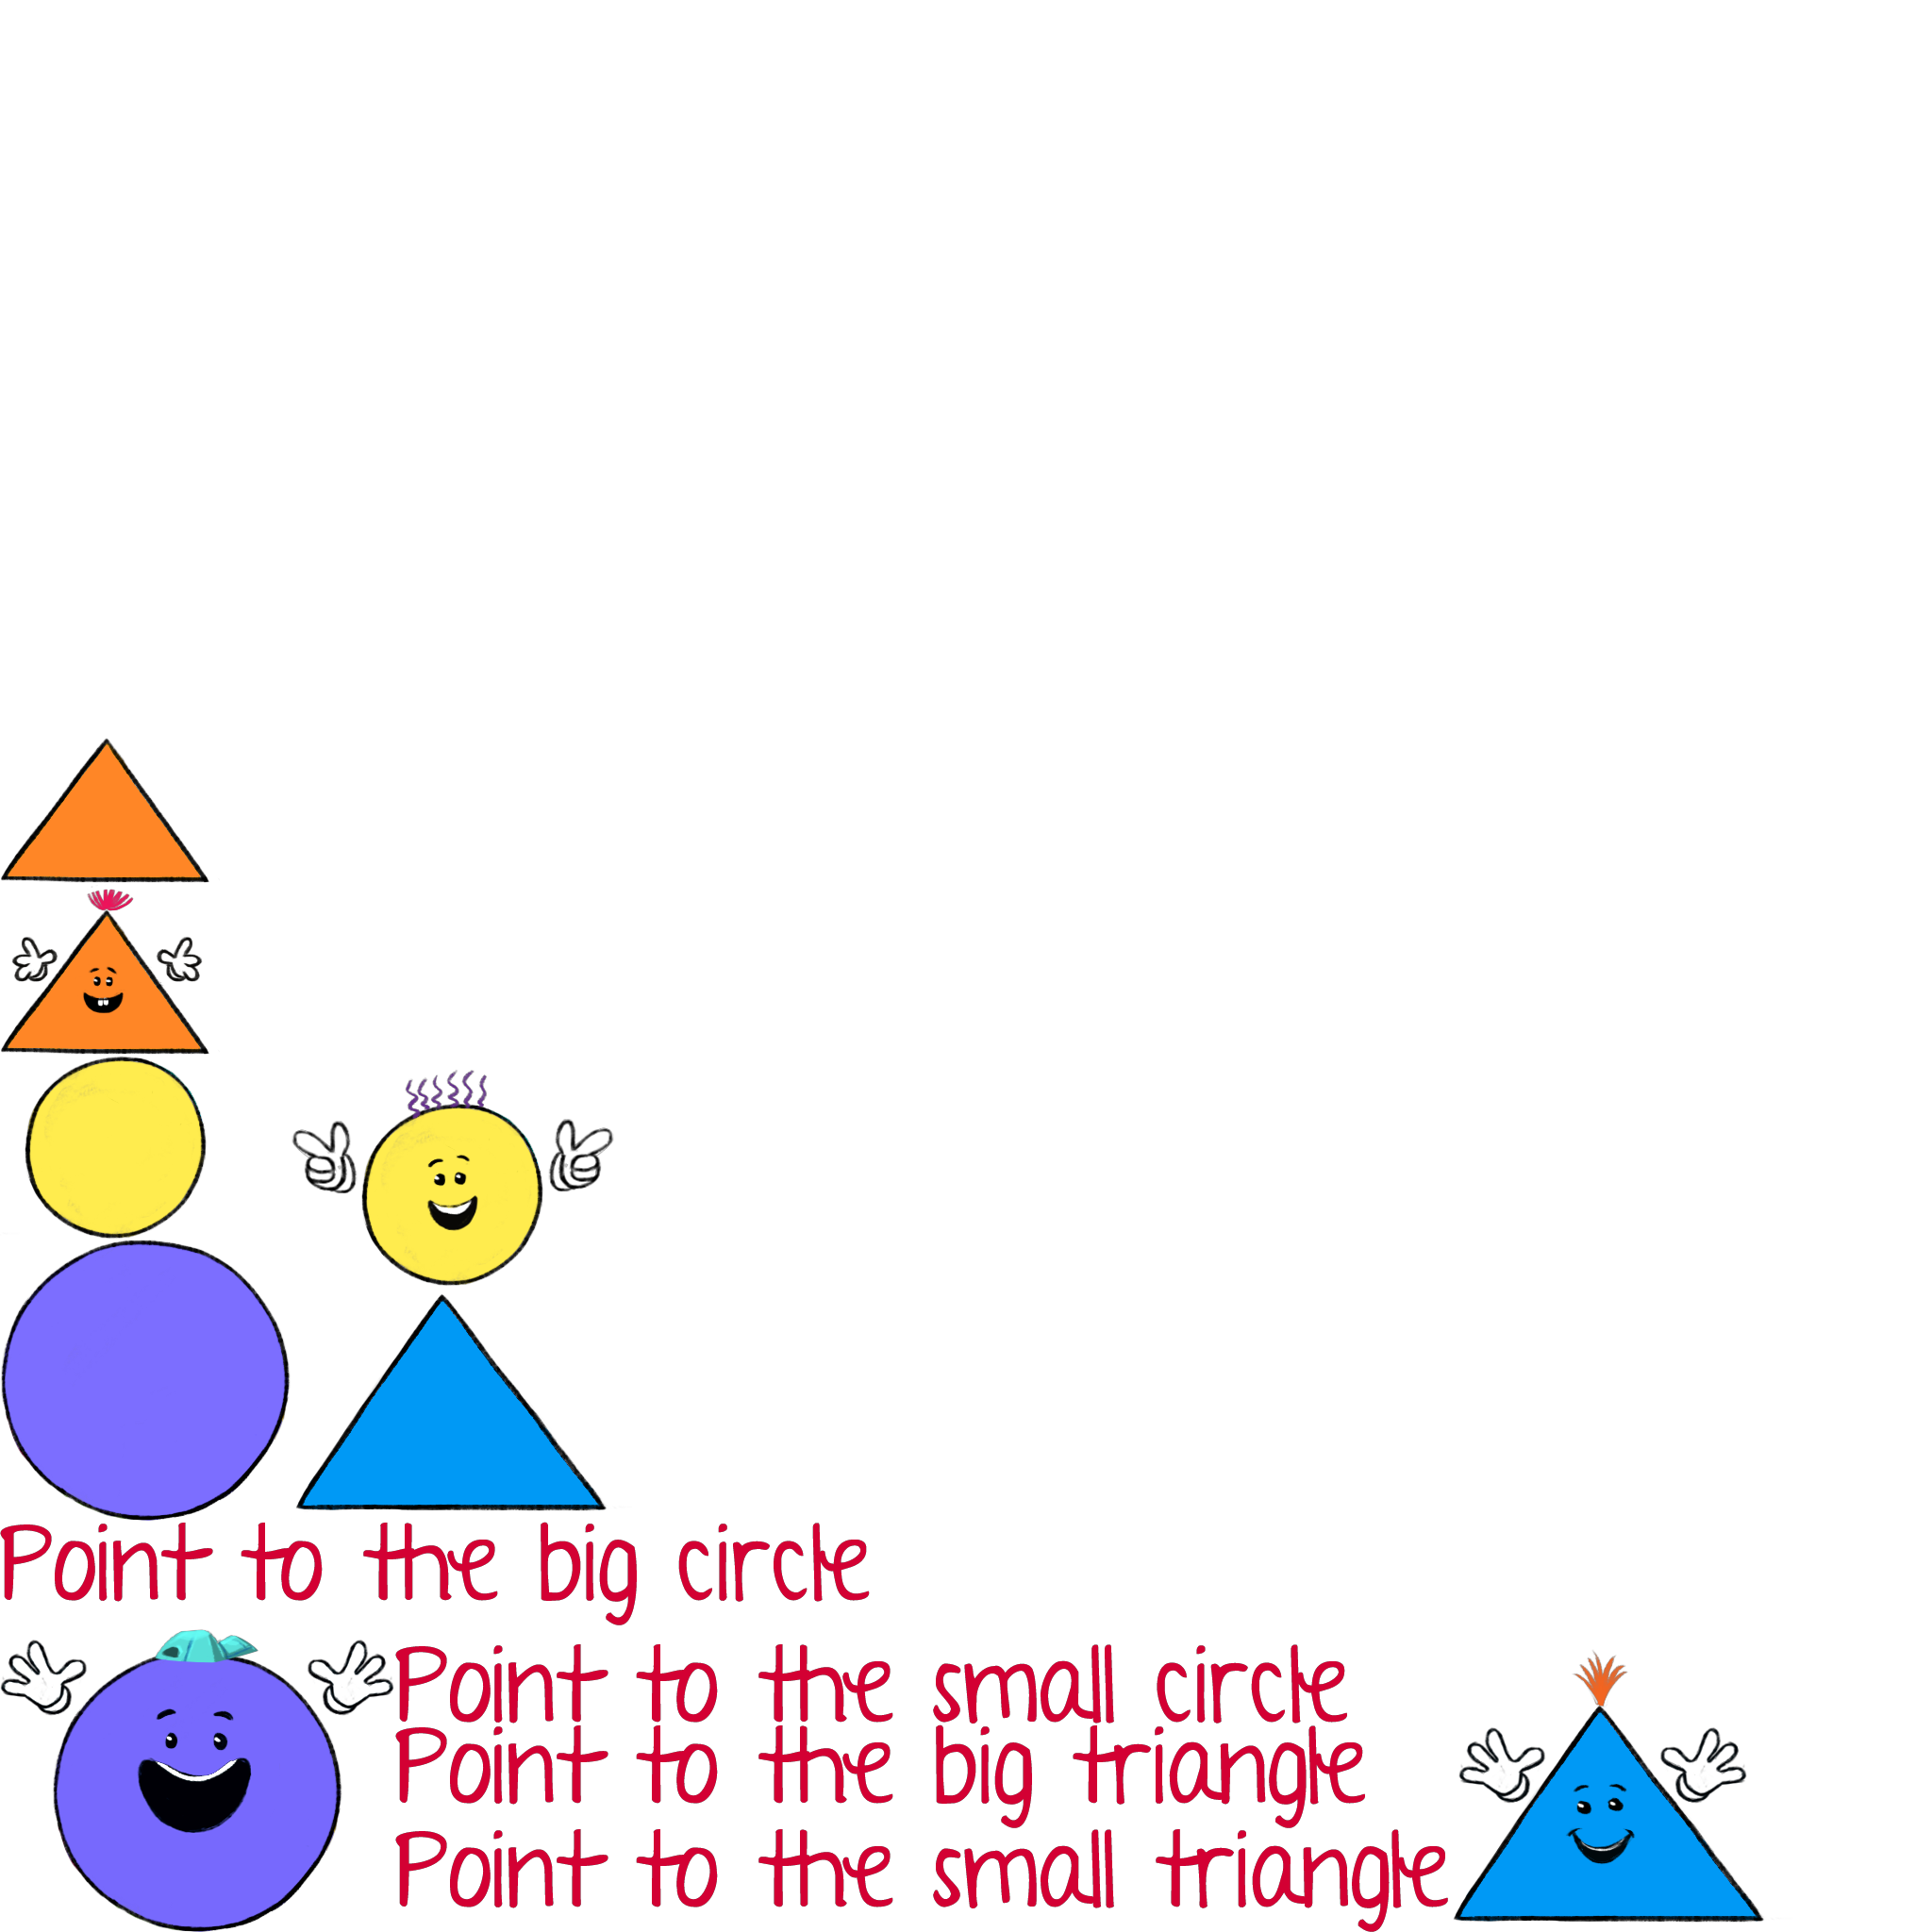 Point to the big circle
Point to the small circle
Point to the big triangle
Point to the small triangle